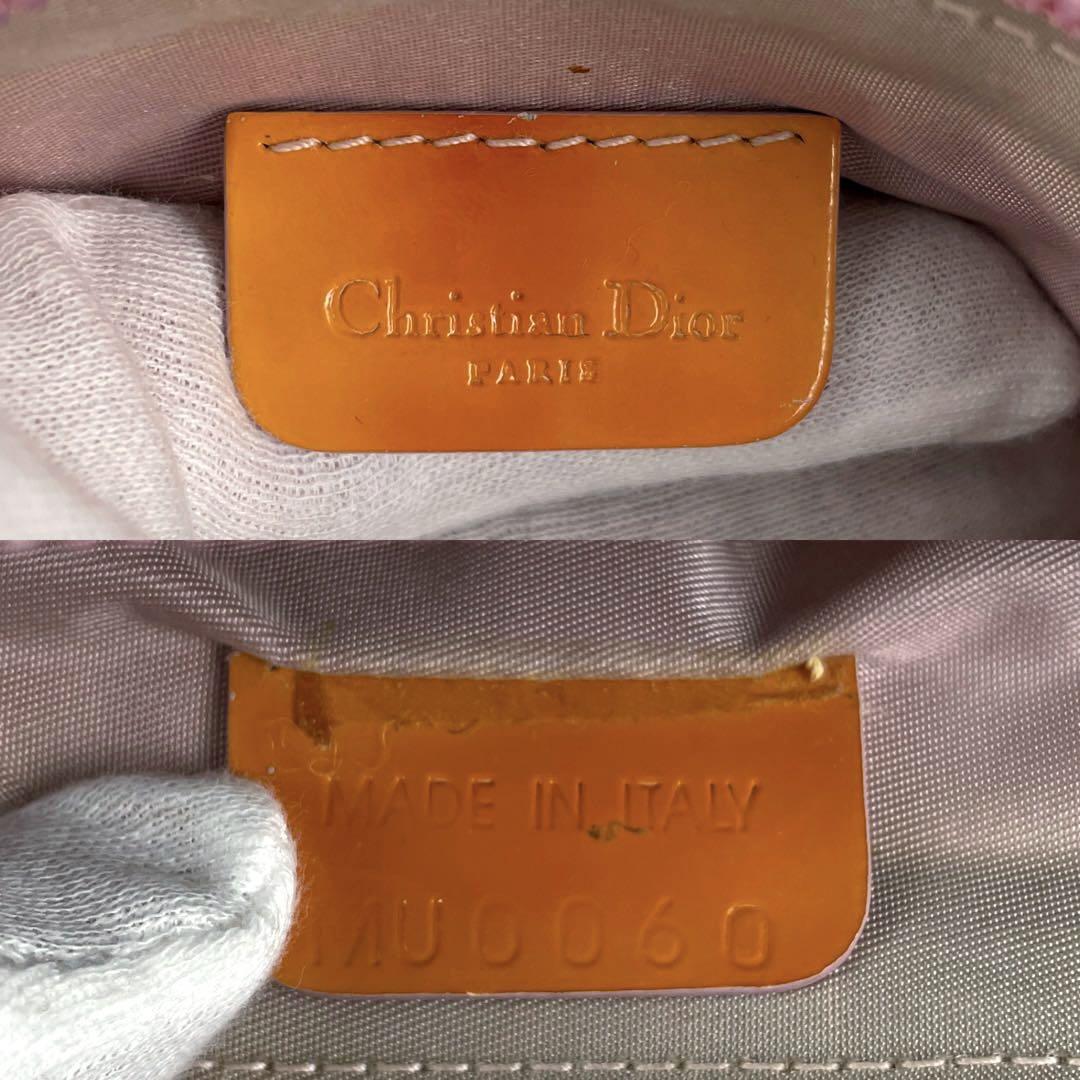 Christian Dior
PARIS
MADE IN ITALY
MU0060